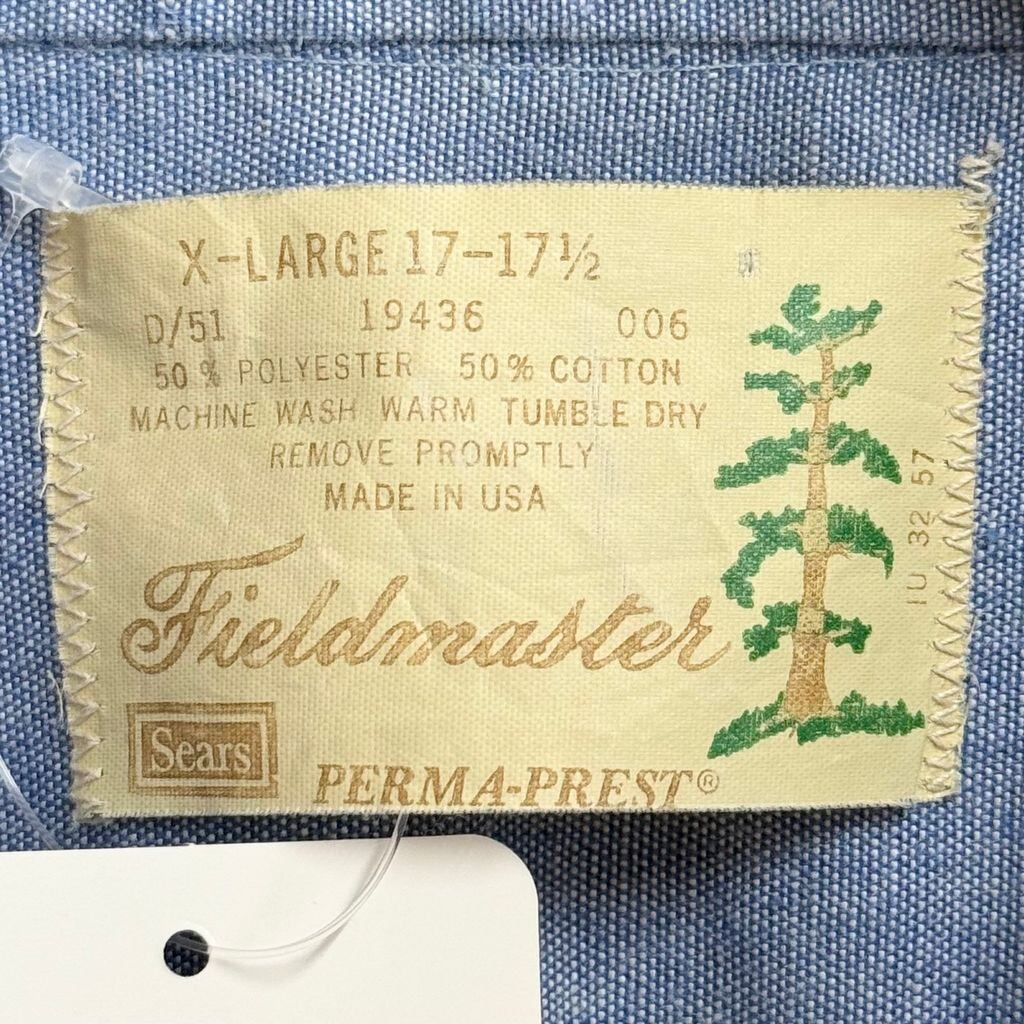 X-LARGE 17-17½
D/51 19436 006
50% POLYESTER 50% COTTON
MACHINE WASH WARM TUMBLE DRY
REMOVE PROMPTLY
MADE IN USA
Fieldmaster
Sears
PERMA-PREST®
IU 32 57